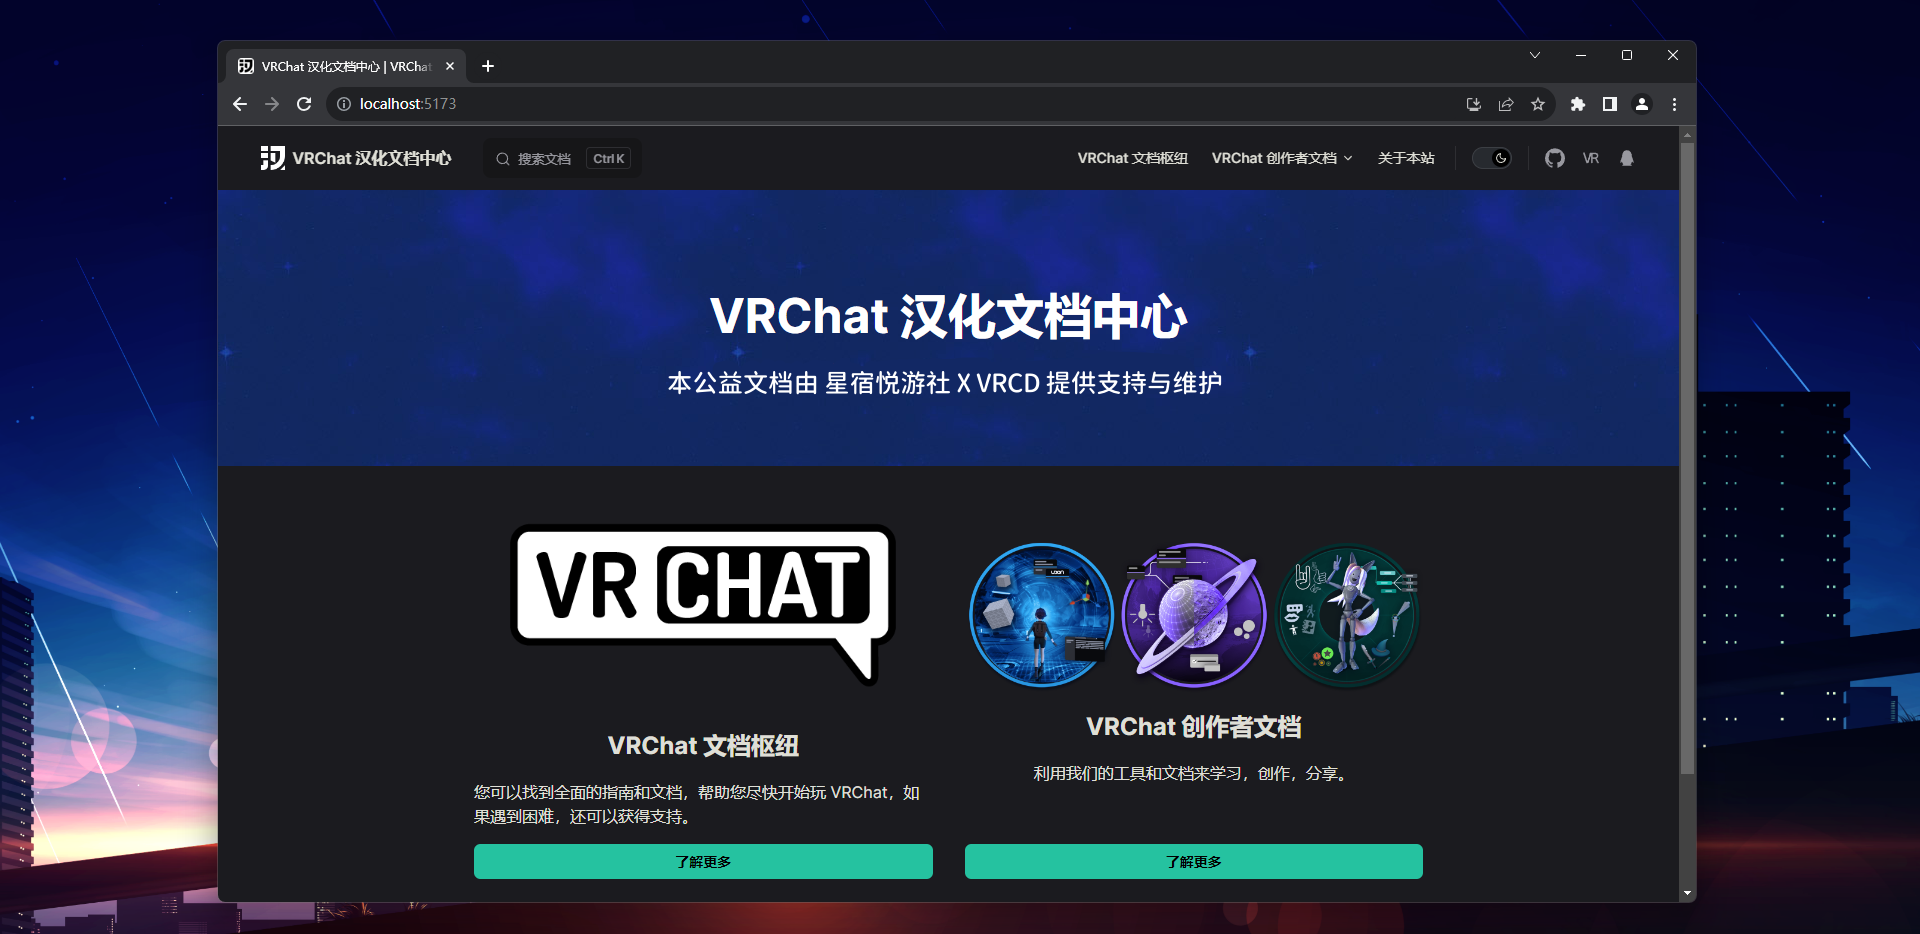 VRChat 汉化文档中心 | VRChat
localhost:5173
VRChat 汉化文档中心
搜索文档
Ctrl K
VRChat 文档枢纽
VRChat 创作者文档
关于本站
VR
VRChat 汉化文档中心
本公益文档由 星宿悦游社 X VRCD 提供支持与维护
VR CHAT
VRChat 文档枢纽
您可以找到全面的指南和文档，帮助您尽快开始玩 VRChat，如
果遇到困难，还可以获得支持。
了解更多
VRChat 创作者文档
利用我们的工具和文档来学习，创作，分享。
了解更多